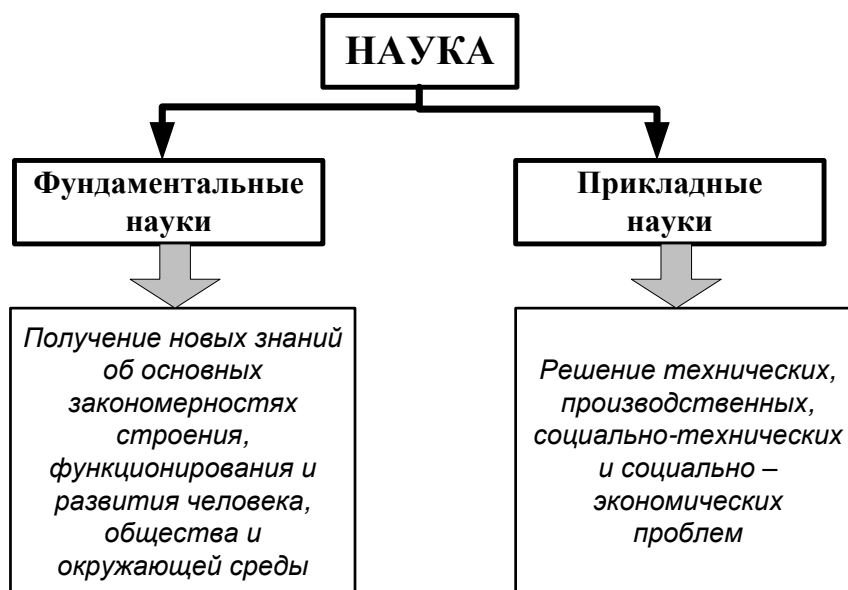 НАУКА
Фундаментальные
науки
Прикладные
науки
Получение новых знаний
об основных
закономерностях
строения,
функционирования и
развития человека,
общества и
окружающей среды
Решение технических,
производственных,
социально-технических
и социально –
экономических
проблем